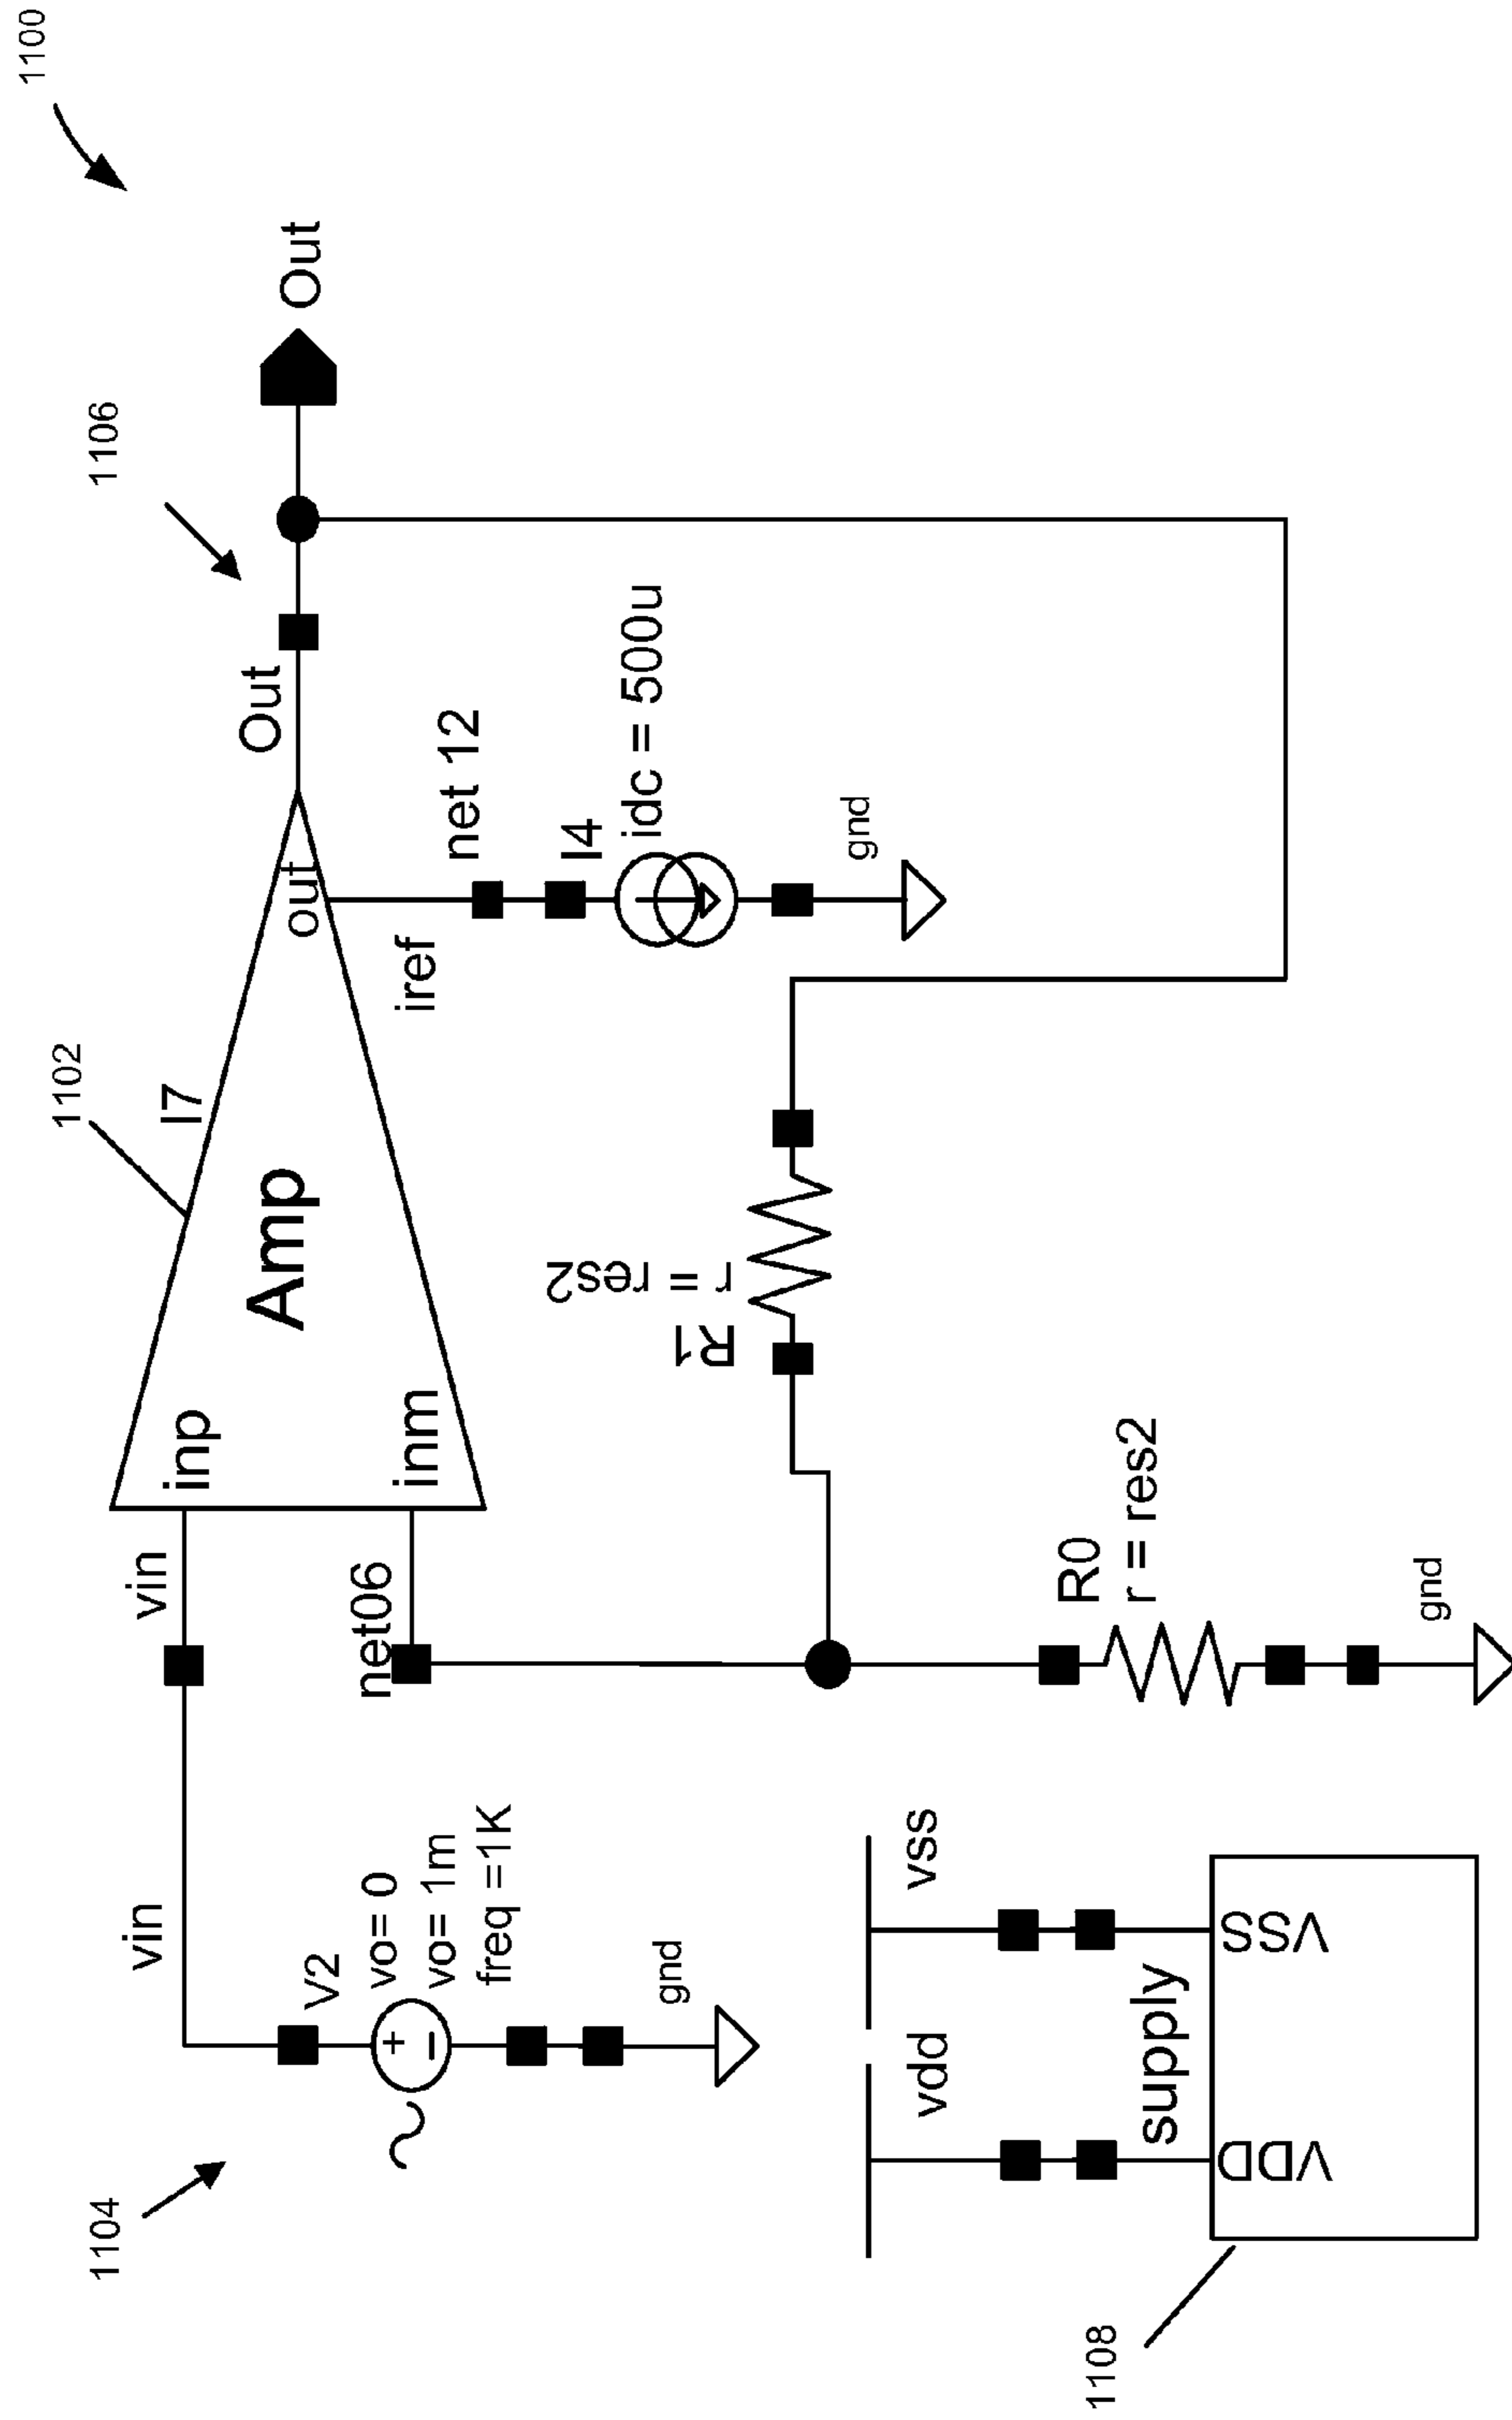 1100
1106
1102
1104
1108
vin
vin
inp
Amp
I7
out
Out
Out
net06
inm
iref
net 12
I4
idc = 500u
gnd
V2
vo= 0
vo= 1m
freq =1K
gnd
R1
r = res2
R0
r = res2
gnd
vdd
vss
supply
VDD
VSS